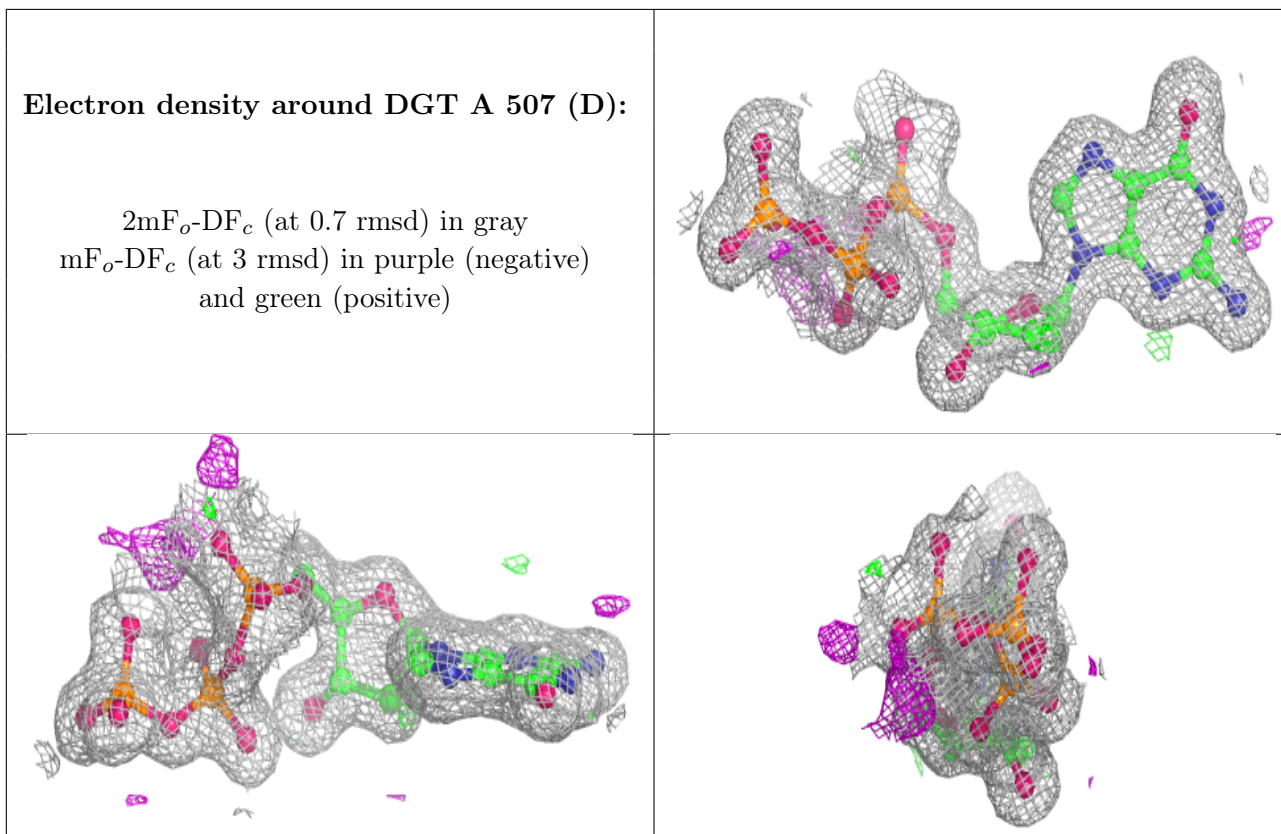 Electron density around DGT A 507 (D):
2mFo-DFc (at 0.7 rmsd) in gray
mFo-DFc (at 3 rmsd) in purple (negative)
and green (positive)